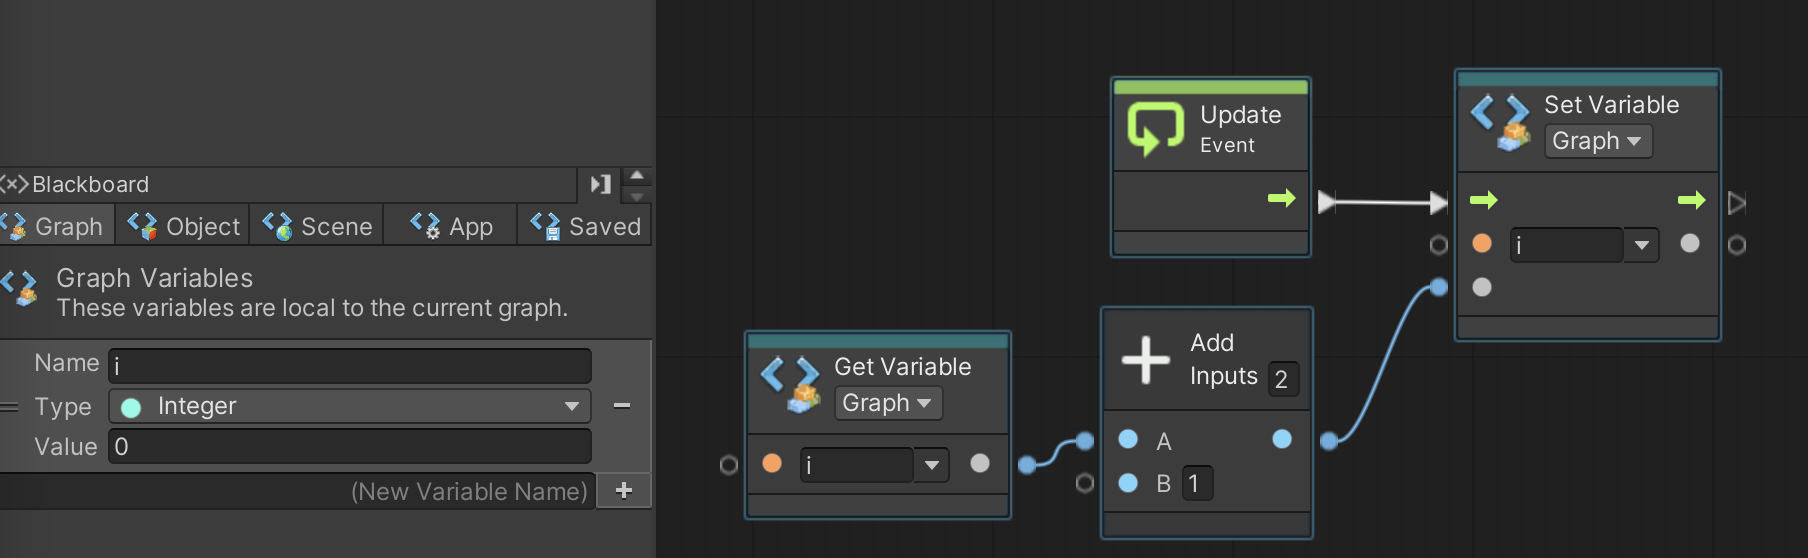 Blackboard
Graph Object Scene App Saved
Graph Variables
These variables are local to the current graph.
Name i
Type Integer
Value 0
(New Variable Name) +
Update
Event
Set Variable
Graph
i
Get Variable
Graph
i
Add
Inputs 2
A
B 1